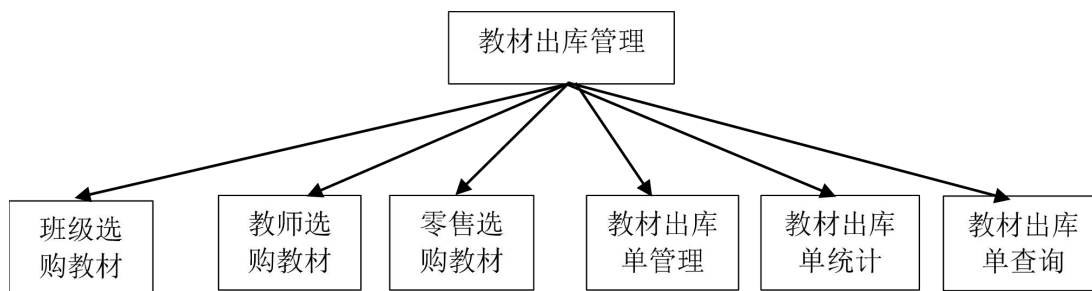 教材出库管理
班级选
购教材
教师选
购教材
零售选
购教材
教材出库
单管理
教材出库
单统计
教材出库
单查询